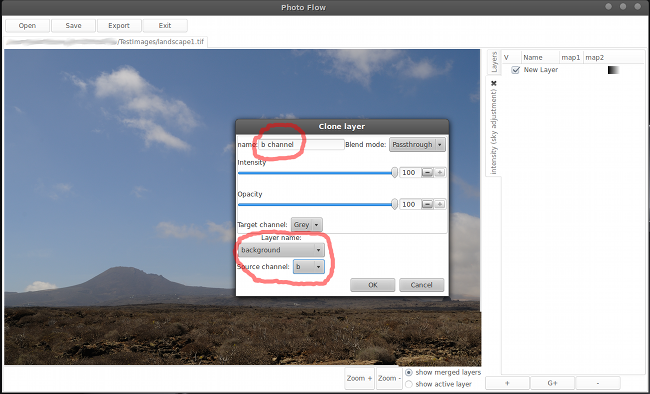 Photo Flow
Open Save Export Exit
/TestImages/landscape1.tif
V Name map1 map2
New Layer
Layers
intensity (sky adjustment)
Clone layer
name: b channel Blend mode: Passthrough
Intensity
100
Opacity
100
Target channel: Grey
Layer name:
background
Source channel: b
OK Cancel
Zoom + Zoom - show merged layers
show active layer
+ G+ -